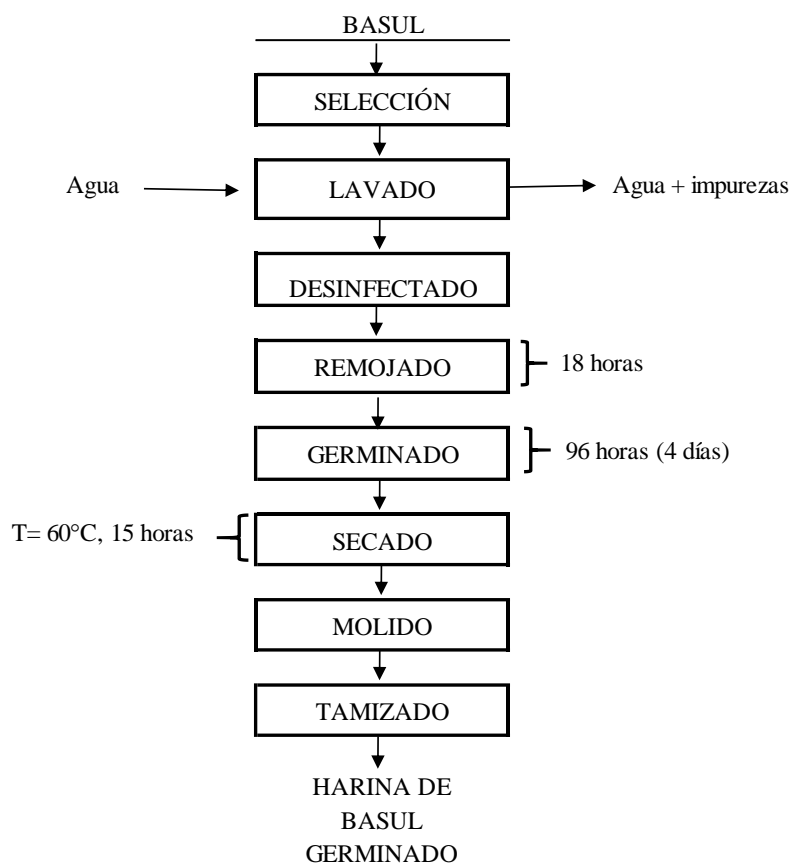 BASUL
SELECCIÓN
Agua
LAVADO
Agua + impurezas
DESINFECTADO
REMOJADO
18 horas
GERMINADO
96 horas (4 días)
T= 60°C, 15 horas
SECADO
MOLIDO
TAMIZADO
HARINA DE
BASUL
GERMINADO